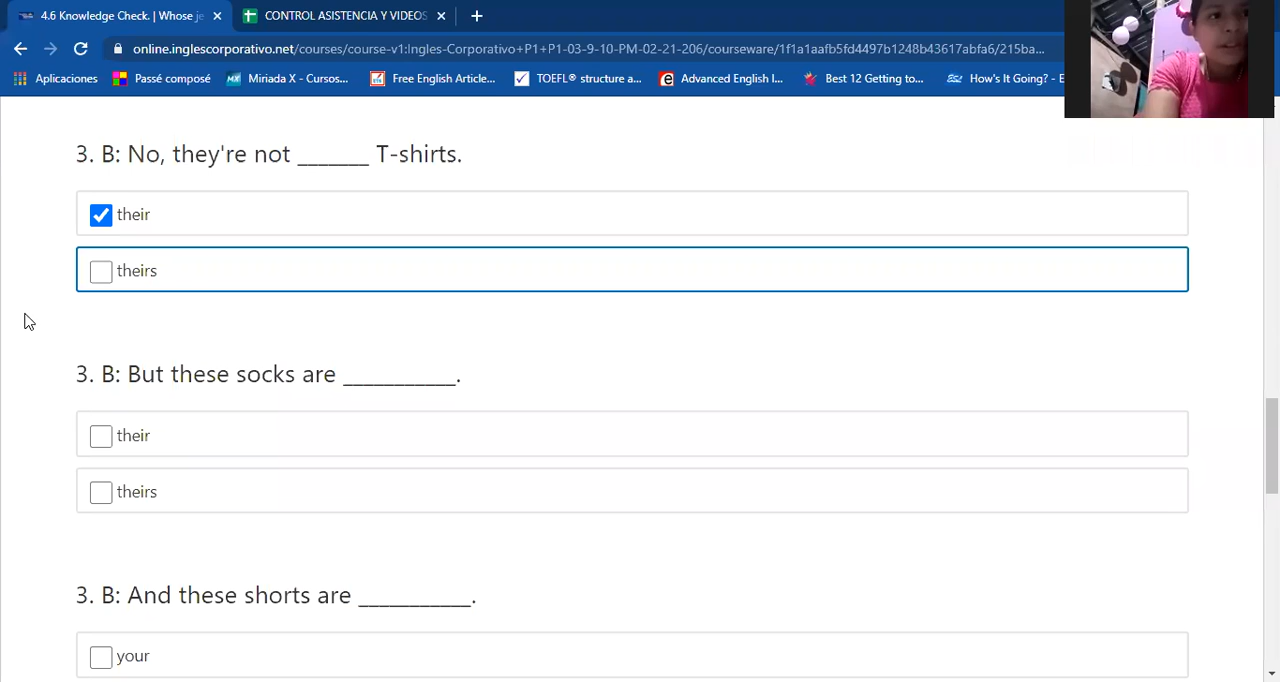 4.6 Knowledge Check. | Whose je
CONTROL ASISTENCIA Y VIDEOS
online.inglescorporativo.net/courses/course-v1:Ingles-Corporativo+P1+P1-03-9-10-PM-02-21-206/courseware/1f1a1aafb5fd4497b1248b43617abfa6/215ba...
Aplicaciones
Passé composé
Miriada X - Cursos...
Free English Article...
TOEFL® structure a...
Advanced English I...
Best 12 Getting to...
How's It Going? - E
3. B: No, they're not _______ T-shirts.
their
theirs
3. B: But these socks are ___________.
their
theirs
3. B: And these shorts are ___________.
your